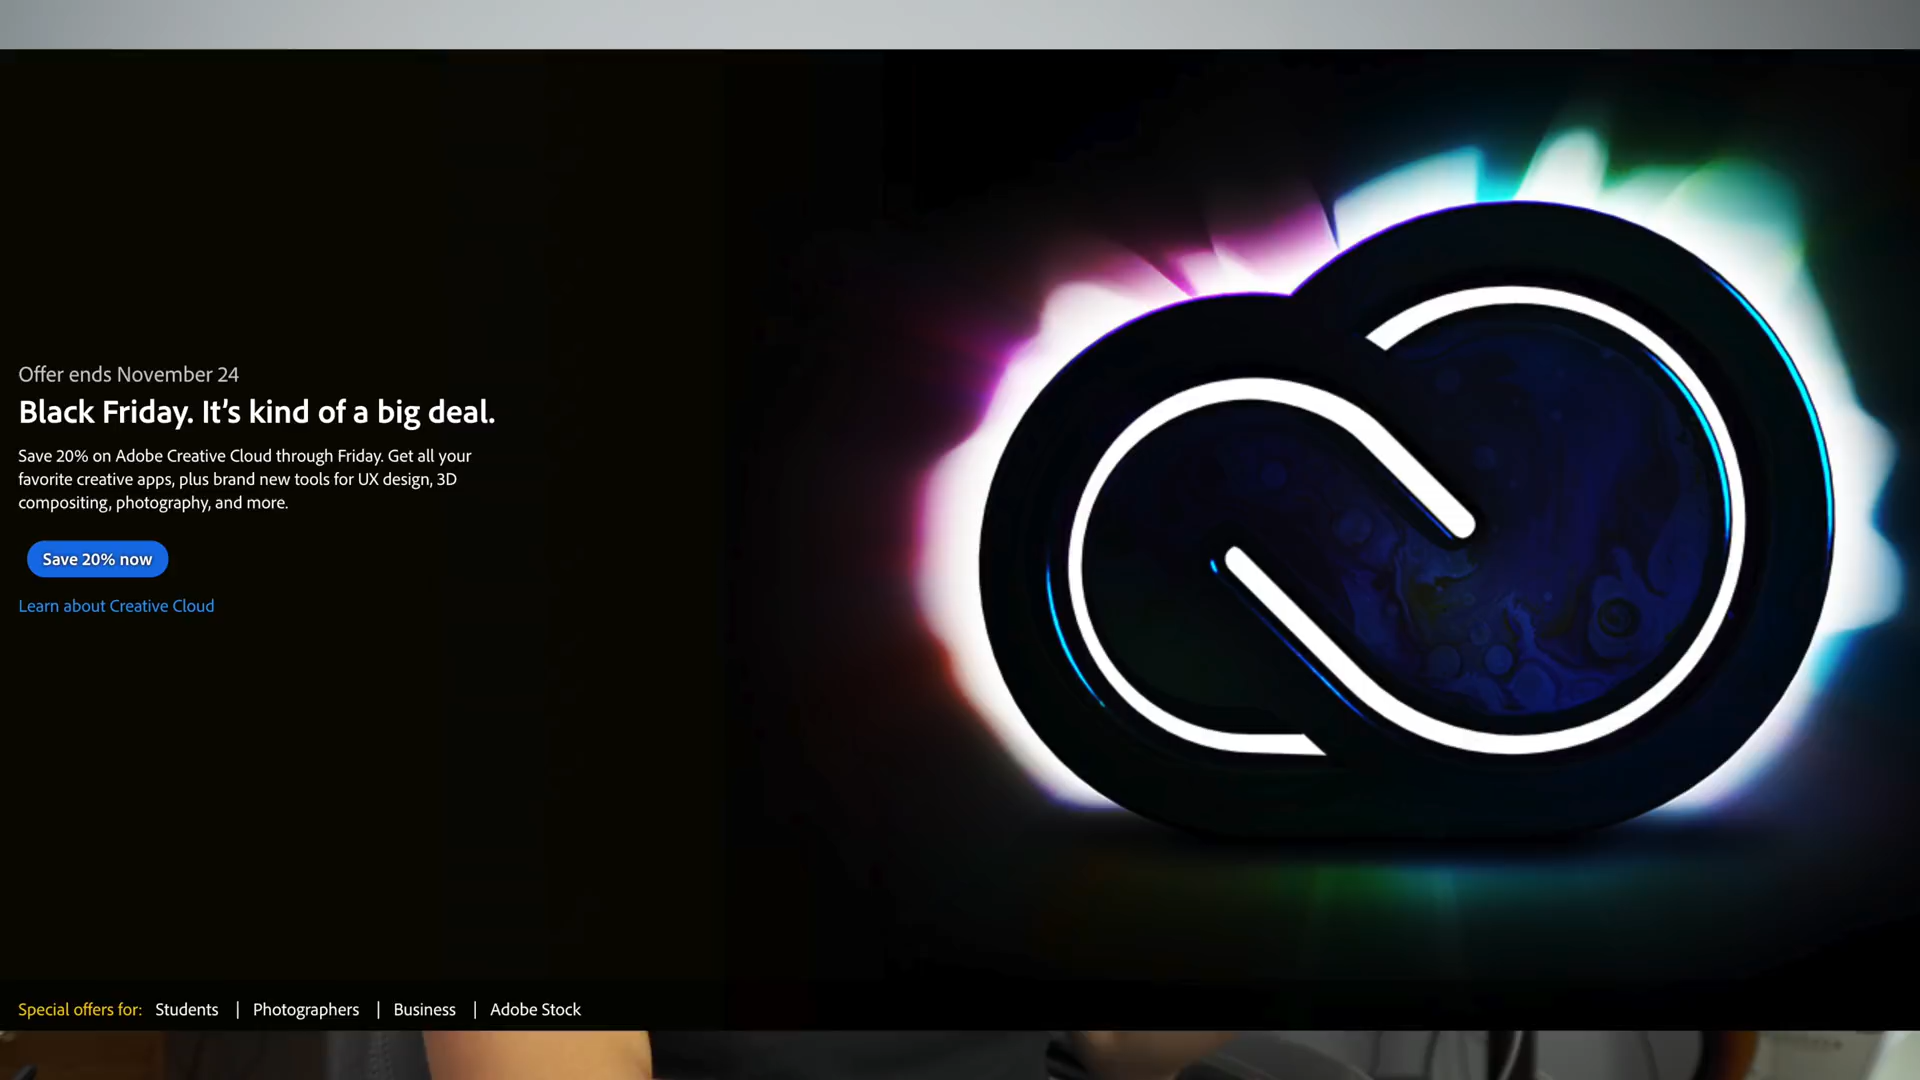 Offer ends November 24
Black Friday. It’s kind of a big deal.
Save 20% on Adobe Creative Cloud through Friday. Get all your
favorite creative apps, plus brand new tools for UX design, 3D
compositing, photography, and more.
Save 20% now
Learn about Creative Cloud
Special offers for: Students | Photographers | Business | Adobe Stock